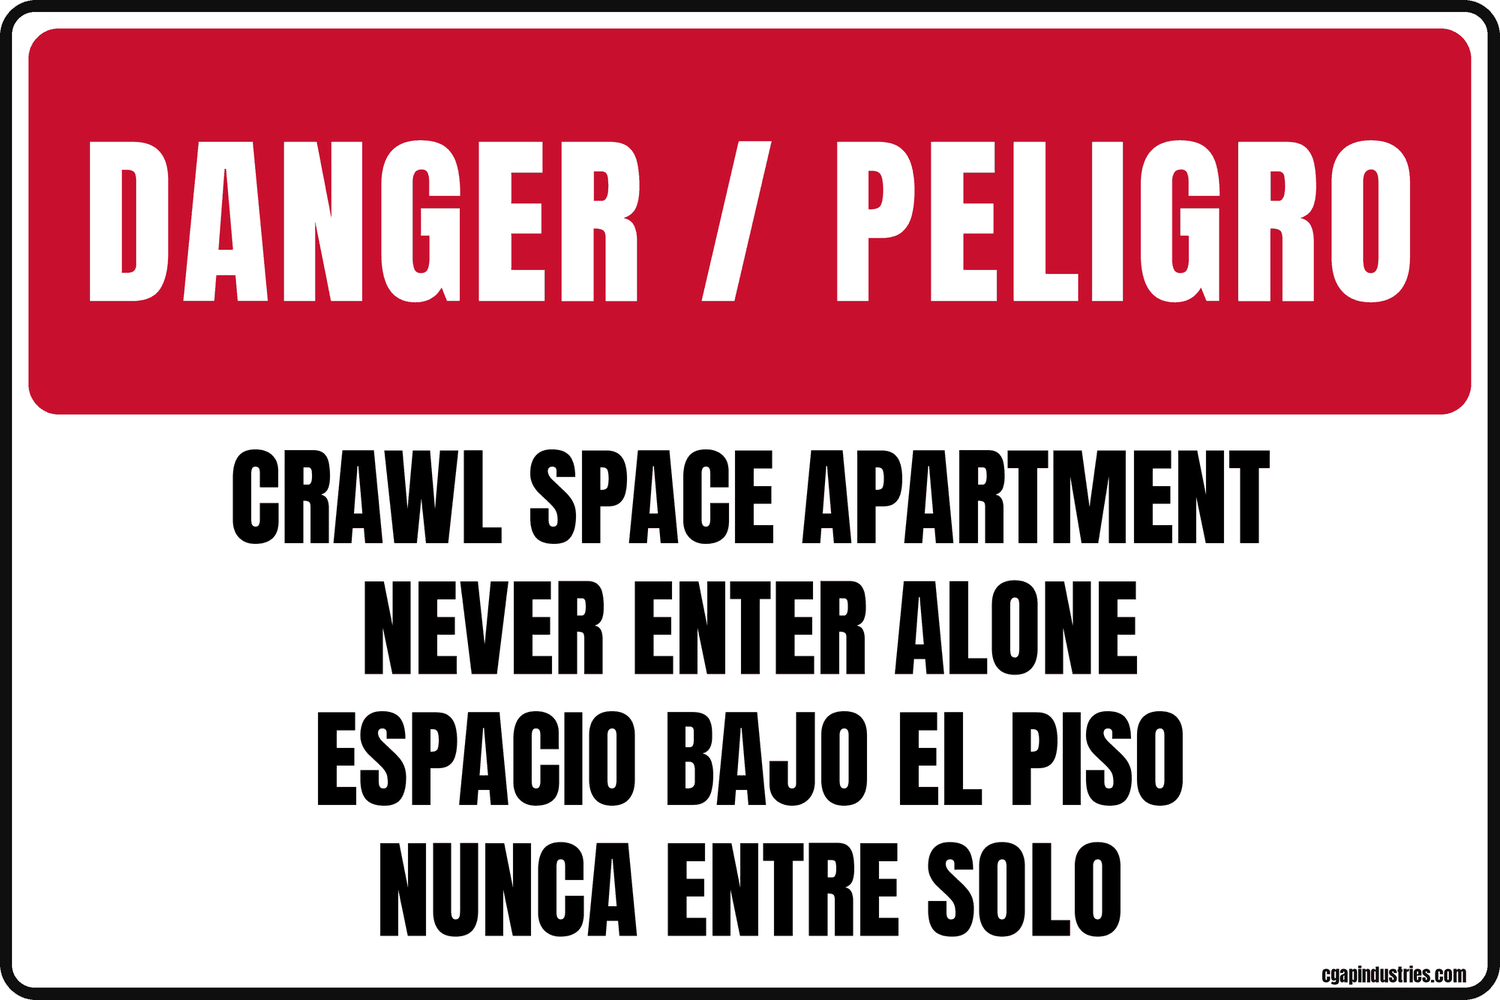 DANGER / PELIGRO
CRAWL SPACE APARTMENT
NEVER ENTER ALONE
ESPACIO BAJO EL PISO
NUNCA ENTRE SOLO
cgapindustries.com